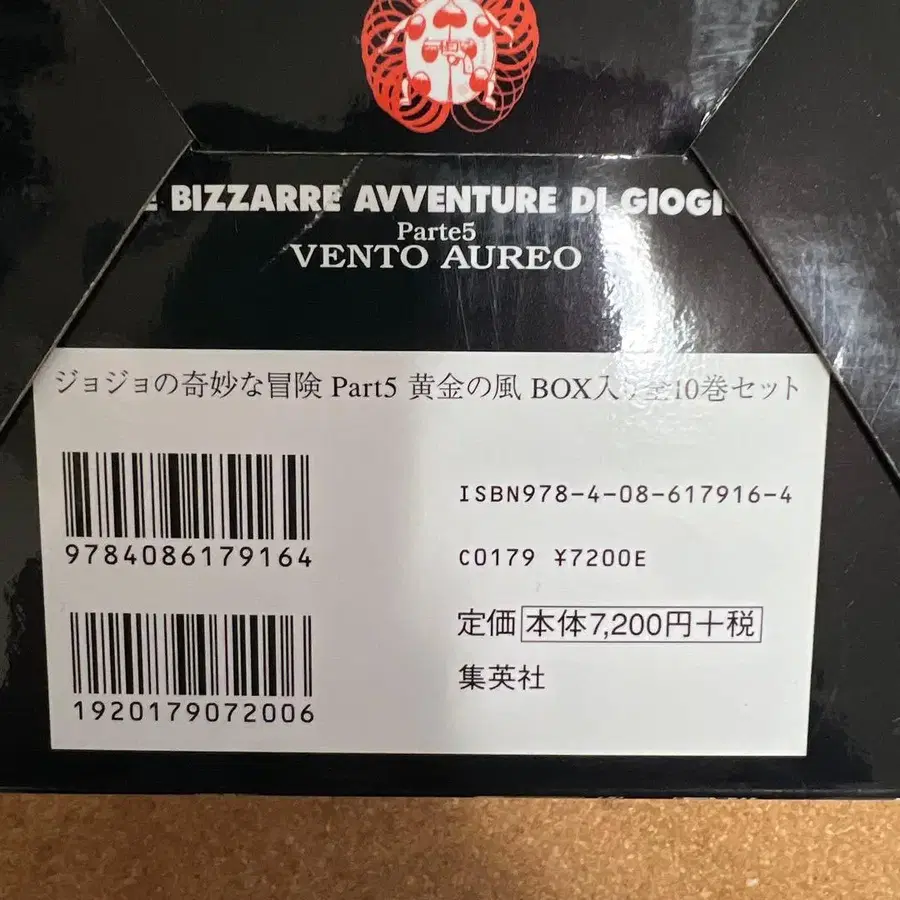 BIZZARRE AVVENTURE DI GIOGI
Parte5
VENTO AUREO
ジョジョの奇妙な冒険 Part5 黄金の風 BOX入り全10巻セット
9784086179164
ISBN978-4-08-617916-4
C0179 ¥7200E
1920179072006
定価 本体7,200円+税
集英社